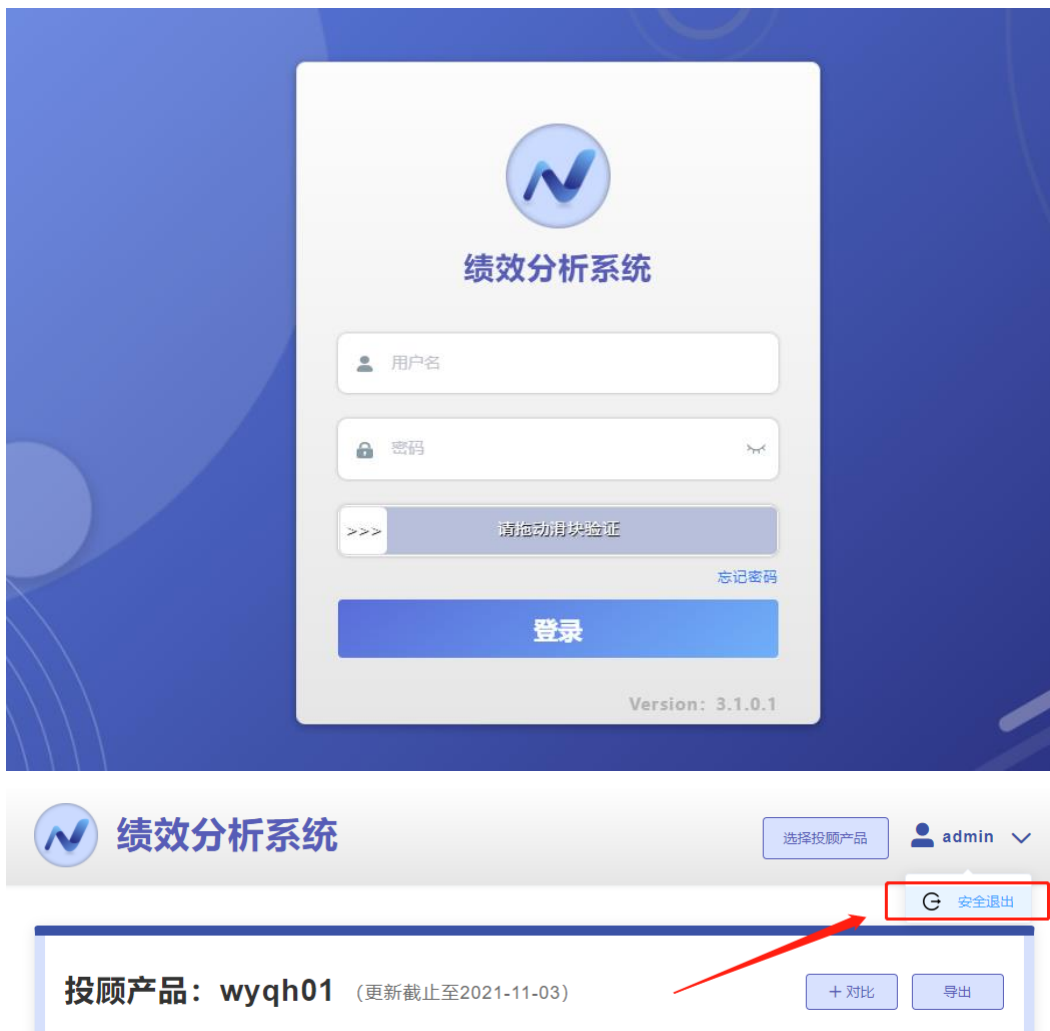 绩效分析系统
用户名
密码
>>> 请拖动滑块验证
忘记密码
登录
Version: 3.1.0.1
绩效分析系统
选择投顾产品 admin
安全退出
投顾产品：wyqh01 （更新截止至2021-11-03） ＋对比 导出